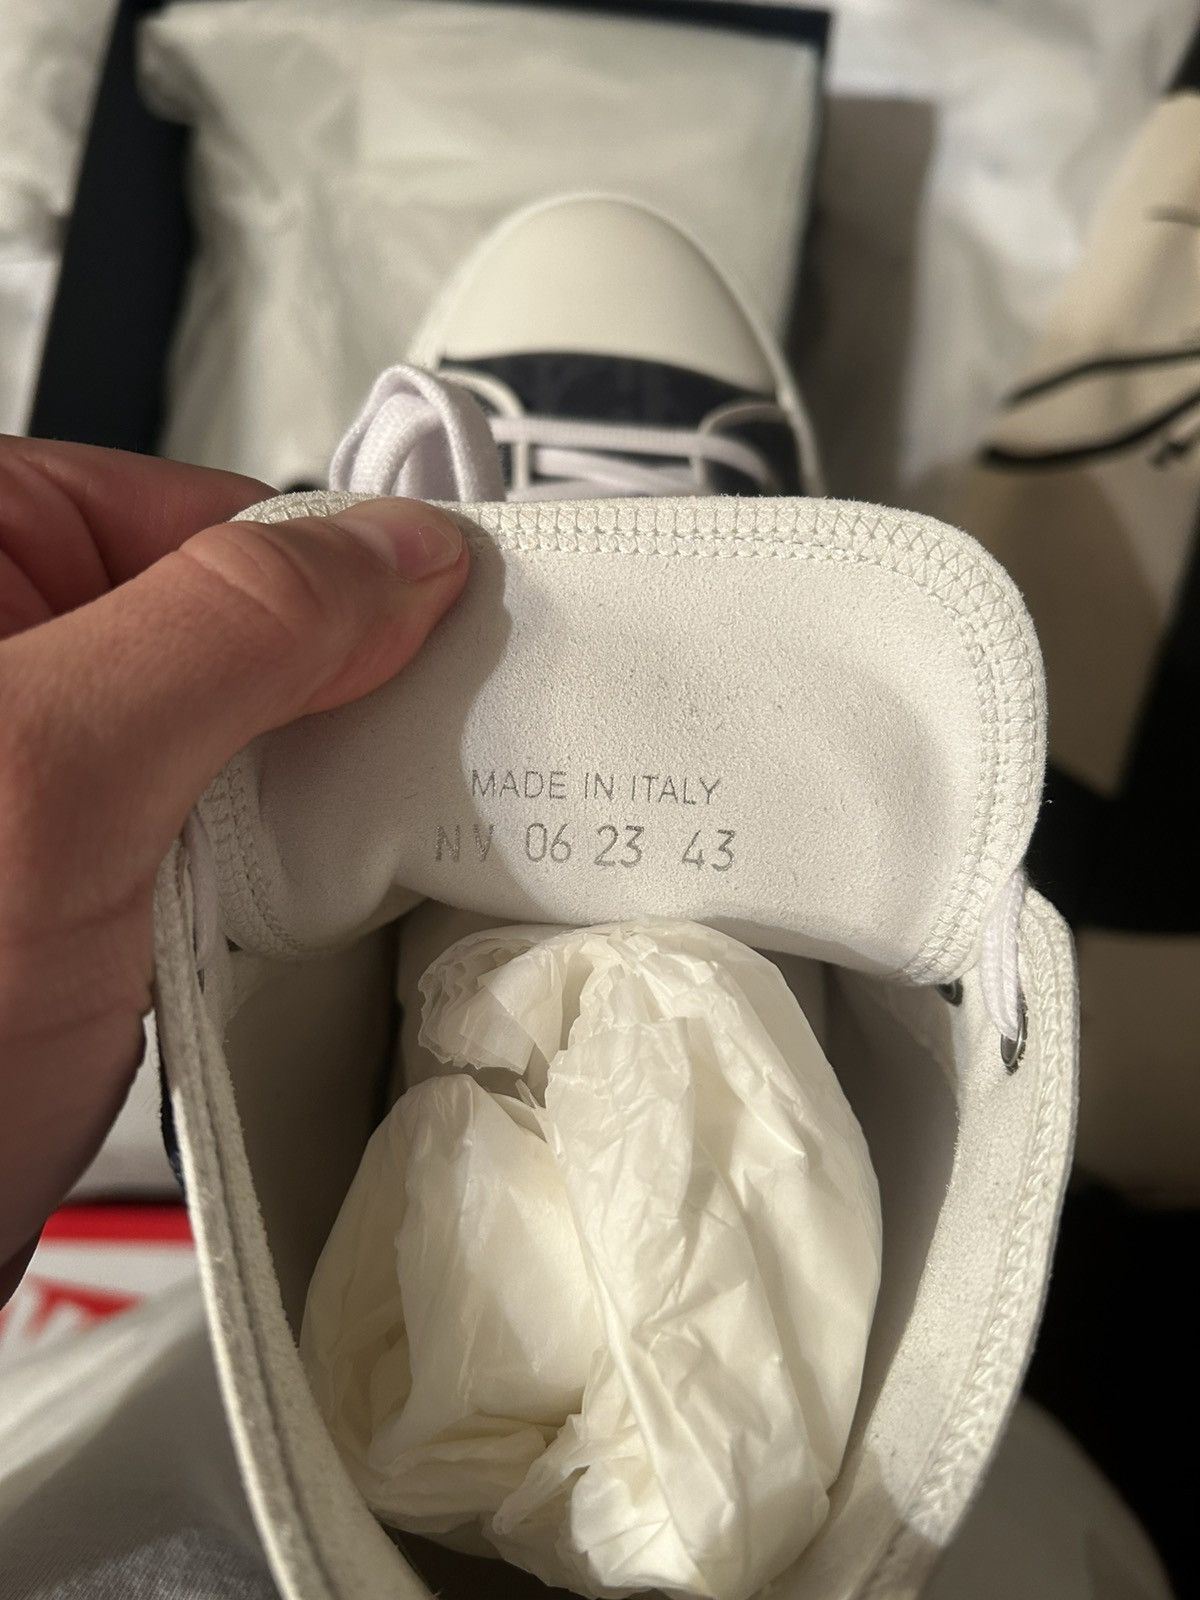 MADE IN ITALY
NV 06 23 43